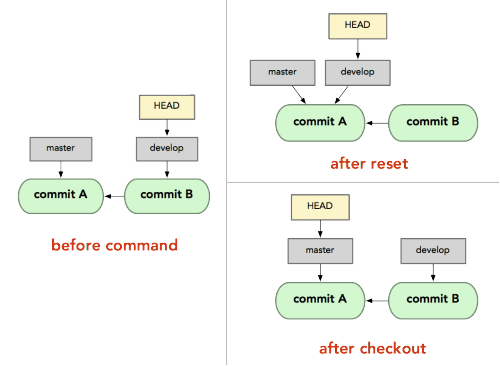 HEAD
master
develop
commit A
commit B
before command
HEAD
master
develop
commit A
commit B
after reset
HEAD
master
develop
commit A
commit B
after checkout